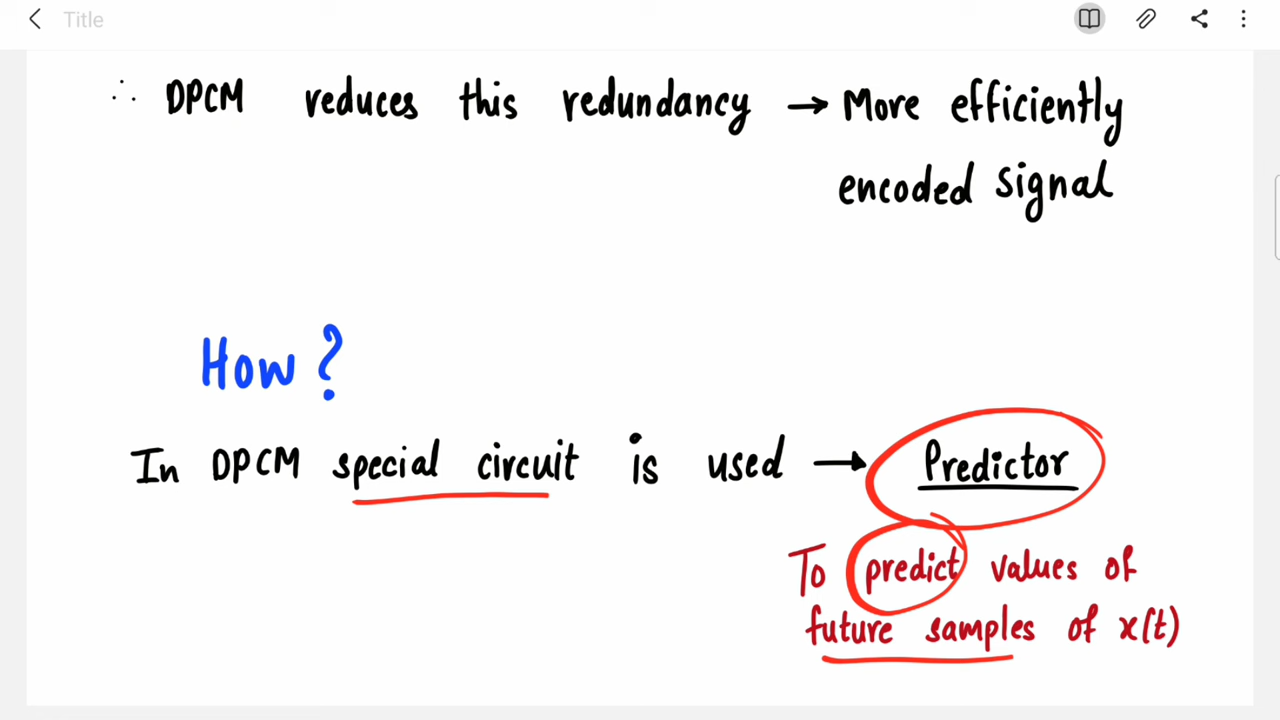 Title
∴ DPCM reduces this redundancy → More efficiently
encoded signal
How?
In DPCM special circuit is used → Predictor
To predict values of
future samples of x(t)